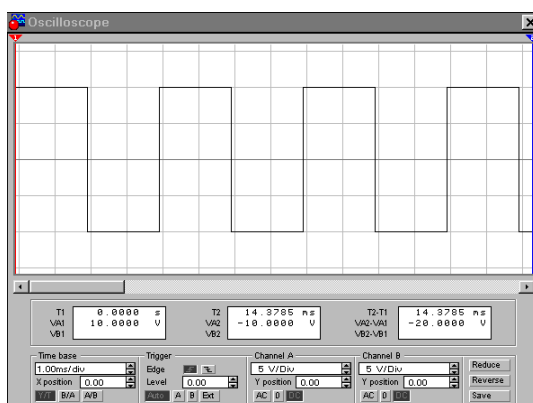 Oscilloscope
1
T1 0.0000 s T2 14.3785 ms T2-T1 14.3785 ms
VA1 10.0000 V VA2 -10.0000 V VA2-VA1 -20.0000 V
VB1 VB2 VB2-VB1
Time base Trigger Channel A Channel B
1.00ms/div Edge 5 V/Div 5 V/Div Reduce
X position 0.00 Level 0.00 Y position 0.00 Y position 0.00 Reverse
Y/T B/A A/B Auto A B Ext AC 0 DC AC 0 DC Save